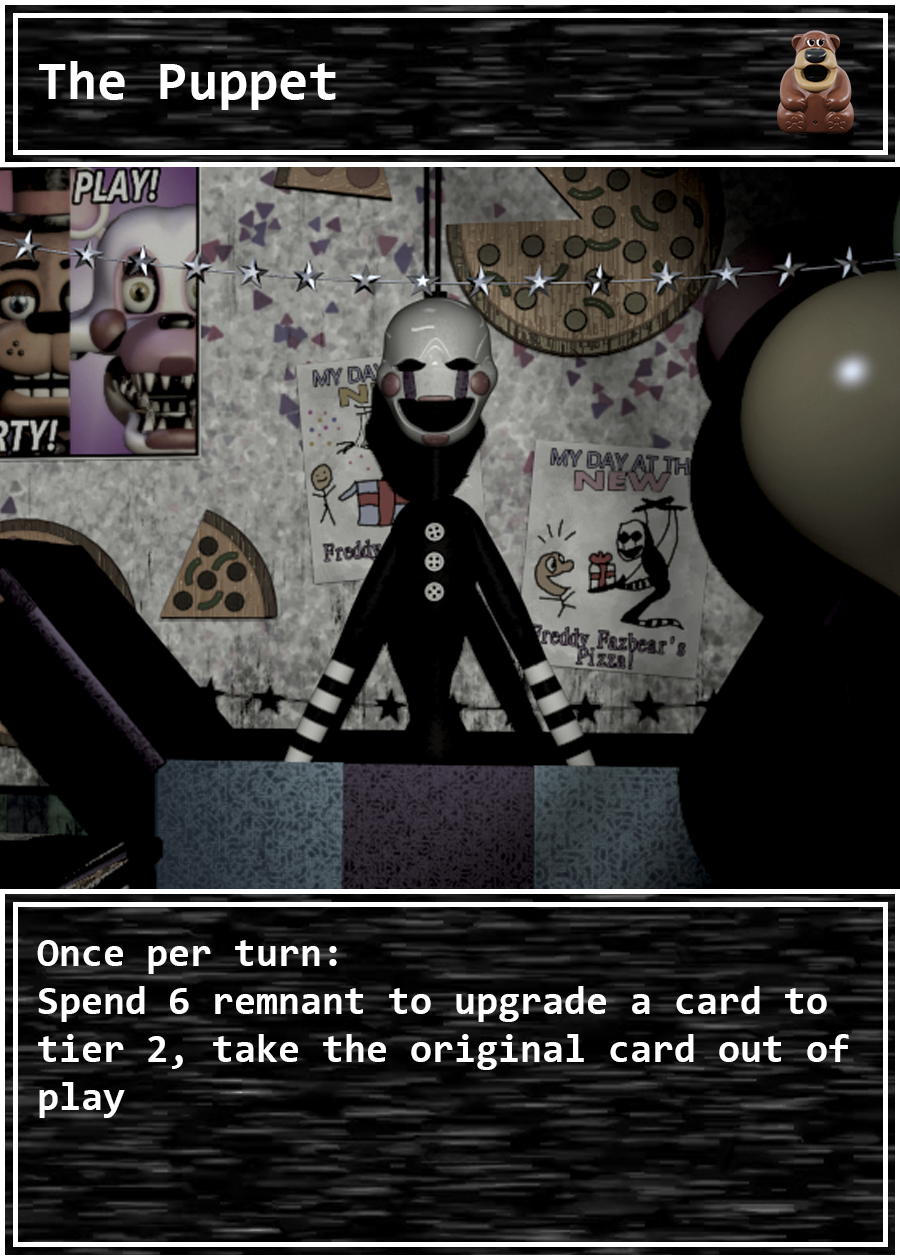 The Puppet
PLAY!
RTY!
MY DAY
N
Freddy
MY DAY AT TH
NEW
Freddy Fazbear's
Pizza!
Once per turn:
Spend 6 remnant to upgrade a card to
tier 2, take the original card out of
play